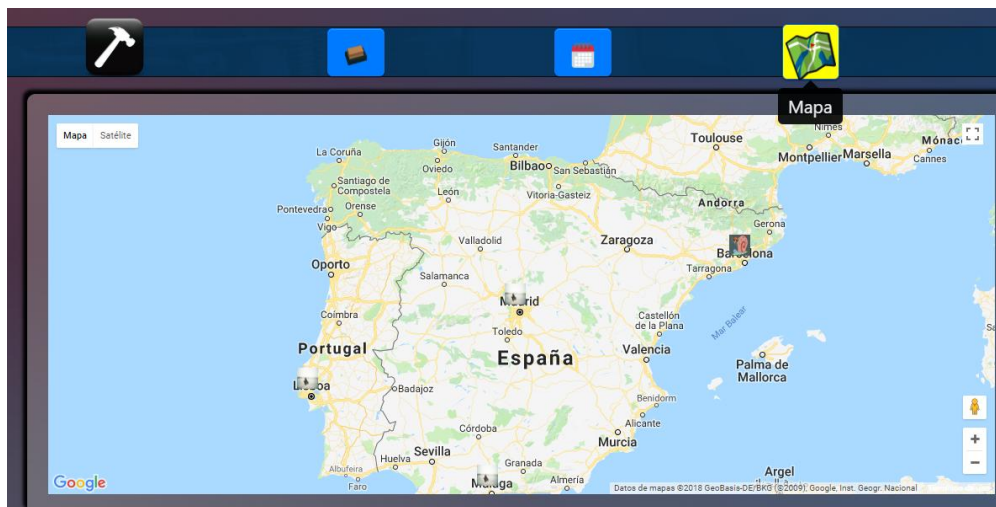 Mapa
Mapa Satélite
La Coruña
Gijón
Santander
Toulouse
Nimes
Mónac
Oviedo
Bilbao
San Sebastián
Montpellier
Marsella
Cannes
Santiago de
Compostela
León
Vitoria-Gasteiz
Andorra
Pontevedra
Orense
Gerona
Vigo
Valladolid
Zaragoza
Barcelona
Oporto
Salamanca
Tarragona
Madrid
Coímbra
Castellón
de la Plana
Mar Balear
Toledo
Portugal
España
Valencia
Palma de
Mallorca
Lisboa
Badajoz
Benidorm
Córdoba
Alicante
Murcia
Sevilla
Huelva
Granada
Albufeira
Faro
Málaga
Almería
Argel
Google
Datos de mapas ©2018 GeoBasis-DE/BKG (©2009), Google, Inst. Geogr. Nacional